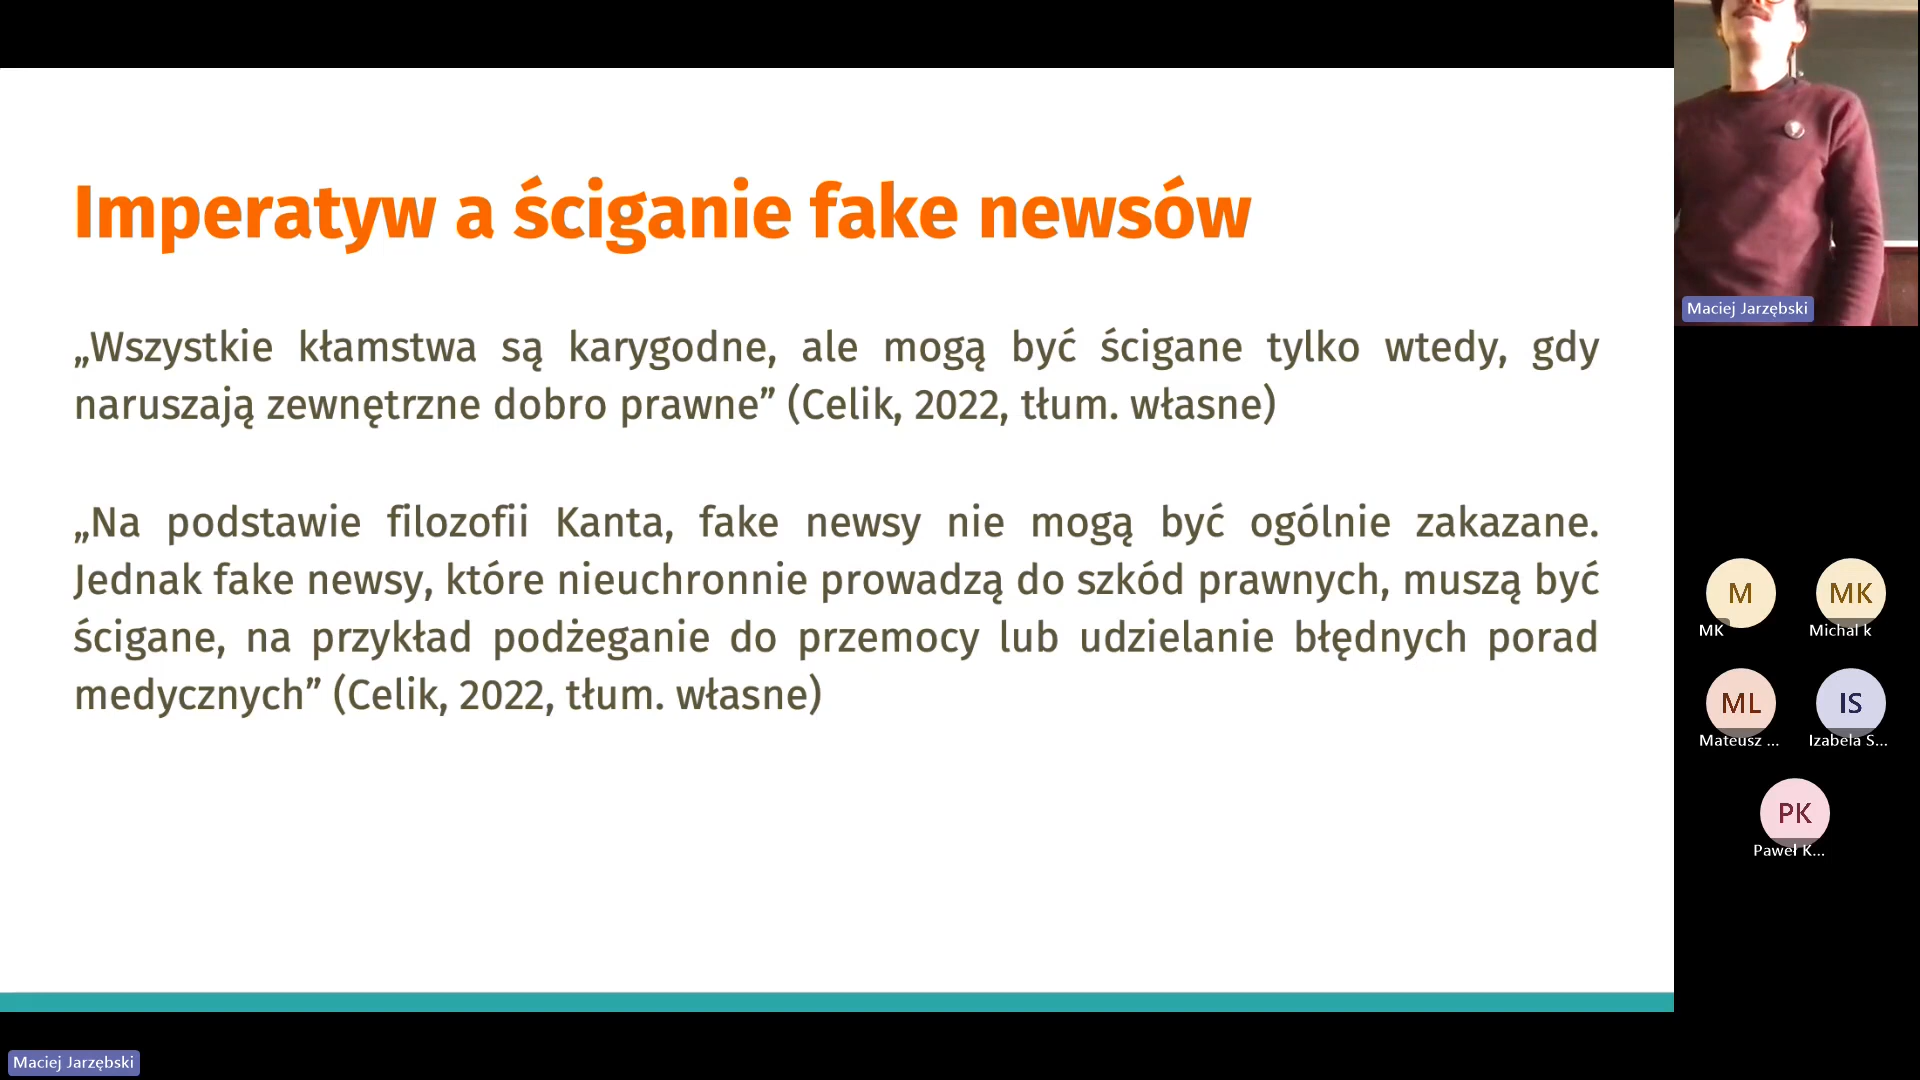 Imperatyw a ściganie fake newsów
„Wszystkie kłamstwa są karygodne, ale mogą być ścigane tylko wtedy, gdy
naruszają zewnętrzne dobro prawne” (Celik, 2022, tłum. własne)
„Na podstawie filozofii Kanta, fake newsy nie mogą być ogólnie zakazane.
Jednak fake newsy, które nieuchronnie prowadzą do szkód prawnych, muszą być
ścigane, na przykład podżeganie do przemocy lub udzielanie błędnych porad
medycznych” (Celik, 2022, tłum. własne)
Maciej Jarzębski
M
MK
MK
Michal k
ML
IS
Mateusz ...
Izabela S...
PK
Paweł K...
Maciej Jarzębski